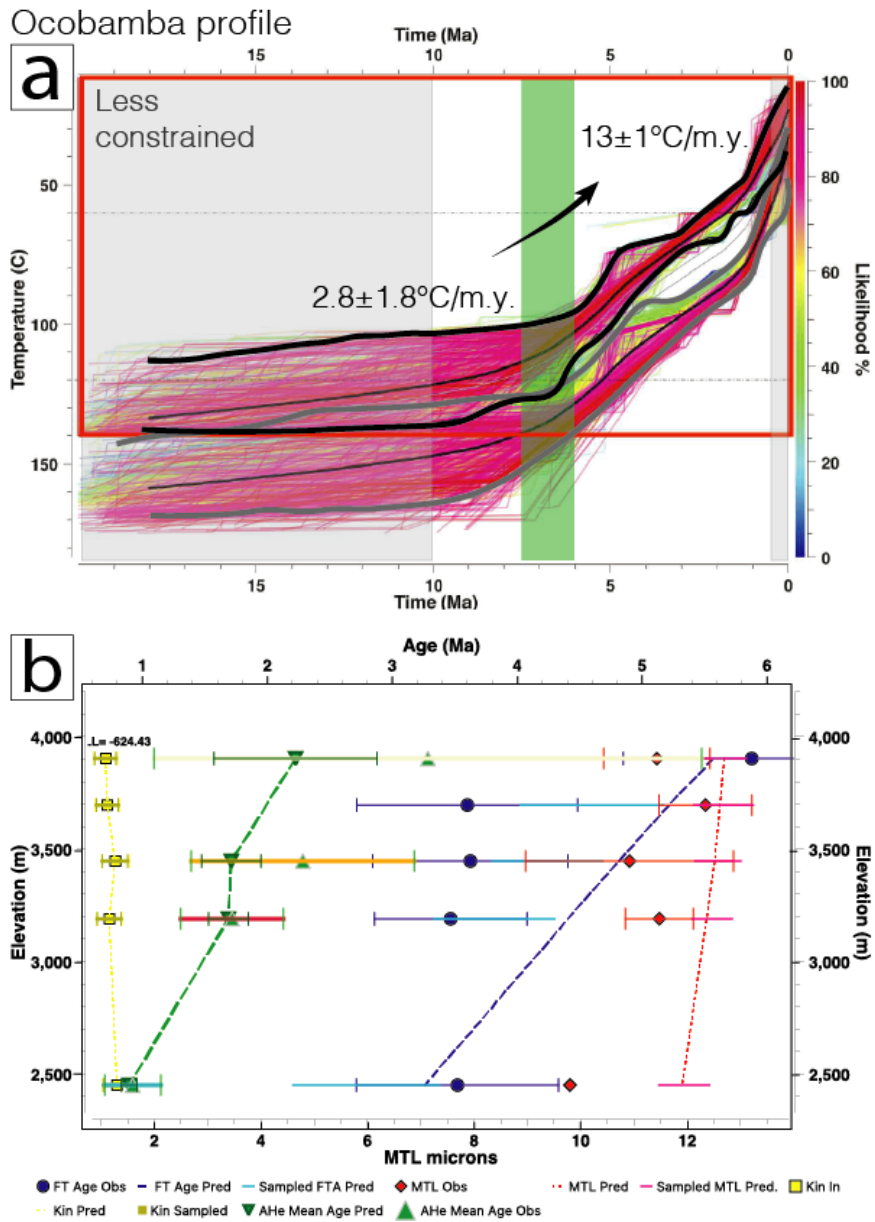 Ocobamba profile
a
Time (Ma)
15 10 5 0
Less
constrained
13±1°C/m.y.
2.8±1.8°C/m.y.
50
100
150
Temperature (C)
100
80
60
40
20
0
Likelihood %
15 10 5 0
Time (Ma)
b
Age (Ma)
1 2 3 4 5 6
.L= -624.43
4,000 4,000
3,500 3,500
3,000 3,000
2,500 2,500
Elevation (m)
Elevation (m)
2 4 6 8 10 12
MTL microns
FT Age Obs FT Age Pred Sampled FTA Pred MTL Obs MTL Pred Sampled MTL Pred. Kin In
Kin Pred Kin Sampled AHe Mean Age Pred AHe Mean Age Obs